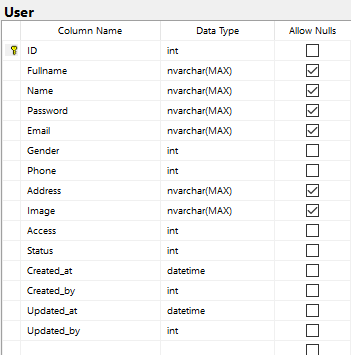 User
Column Name Data Type Allow Nulls
ID int
Fullname nvarchar(MAX)
Name nvarchar(MAX)
Password nvarchar(MAX)
Email nvarchar(MAX)
Gender int
Phone int
Address nvarchar(MAX)
Image nvarchar(MAX)
Access int
Status int
Created_at datetime
Created_by int
Updated_at datetime
Updated_by int